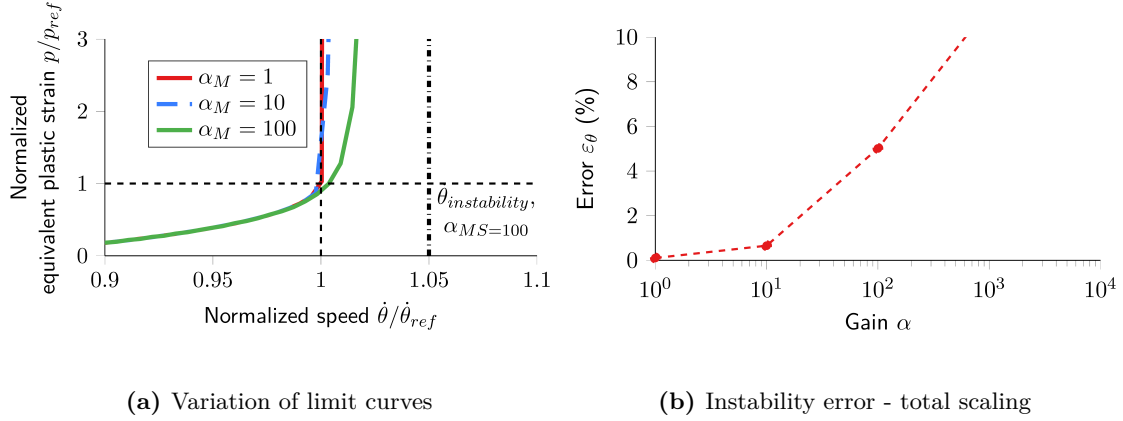 Normalized
equivalent plastic strain p/p_ref
3
2
1
0
α_M = 1
α_M = 10
α_M = 100
θ_instability,
α_MS=100
0.9
0.95
1
1.05
1.1
Normalized speed θ̇/θ̇_ref
(a) Variation of limit curves
Error ε_θ (%)
10
8
6
4
2
0
10^0
10^1
10^2
10^3
10^4
Gain α
(b) Instability error - total scaling